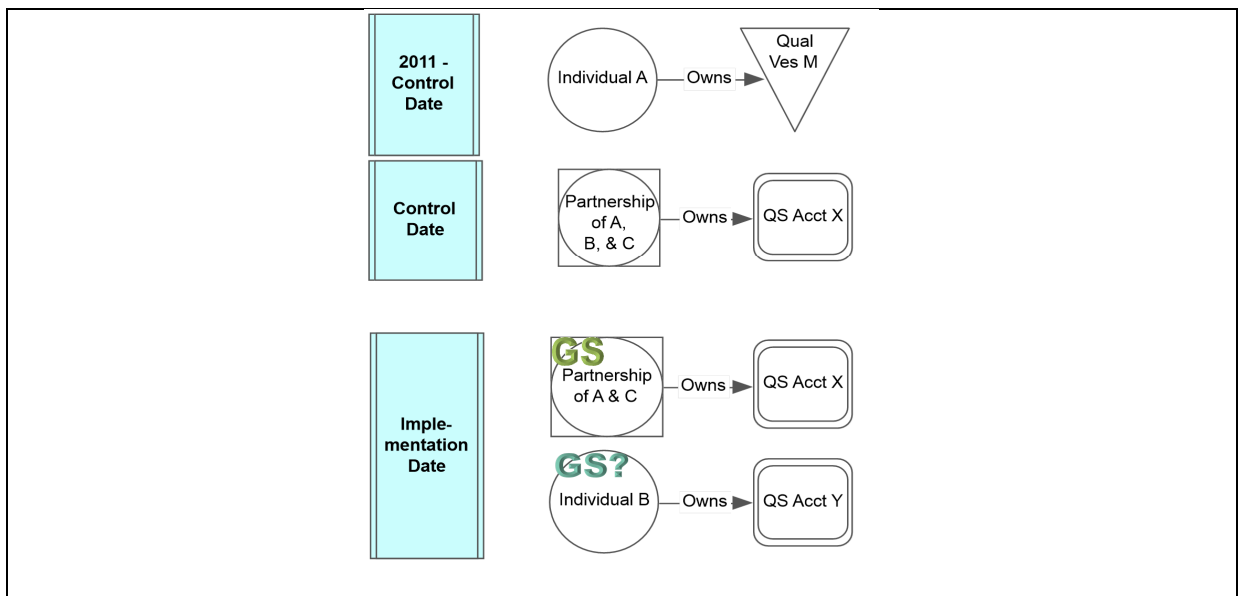 2011 -
Control
Date
Individual A
Owns
Qual
Ves M
Control
Date
Partnership
of A,
B, & C
Owns
QS Acct X
Imple-
mentation
Date
GS
Partnership
of A & C
Owns
QS Acct X
GS?
Individual B
Owns
QS Acct Y